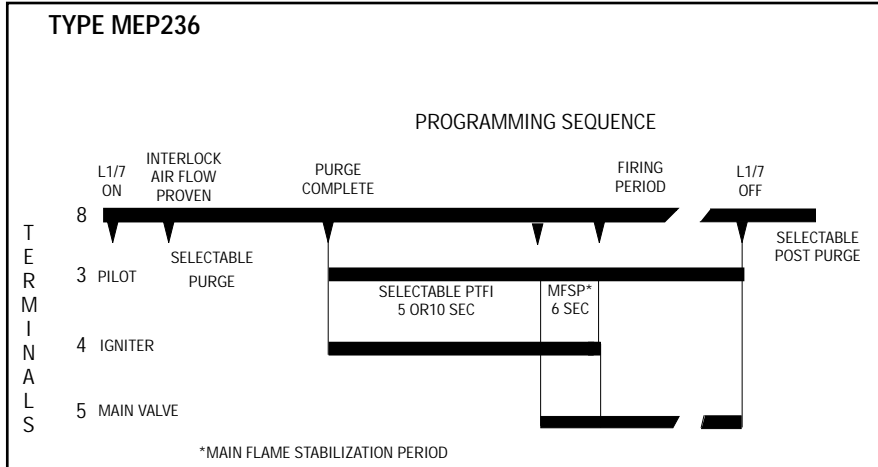 TYPE MEP236
PROGRAMMING SEQUENCE
L1/7
ON
INTERLOCK
AIR FLOW
PROVEN
PURGE
COMPLETE
FIRING
PERIOD
L1/7
OFF
TERMINALS
8
SELECTABLE
PURGE
SELECTABLE
POST PURGE
3 PILOT
SELECTABLE PTFI
5 OR10 SEC
MFSP*
6 SEC
4 IGNITER
5 MAIN VALVE
*MAIN FLAME STABILIZATION PERIOD